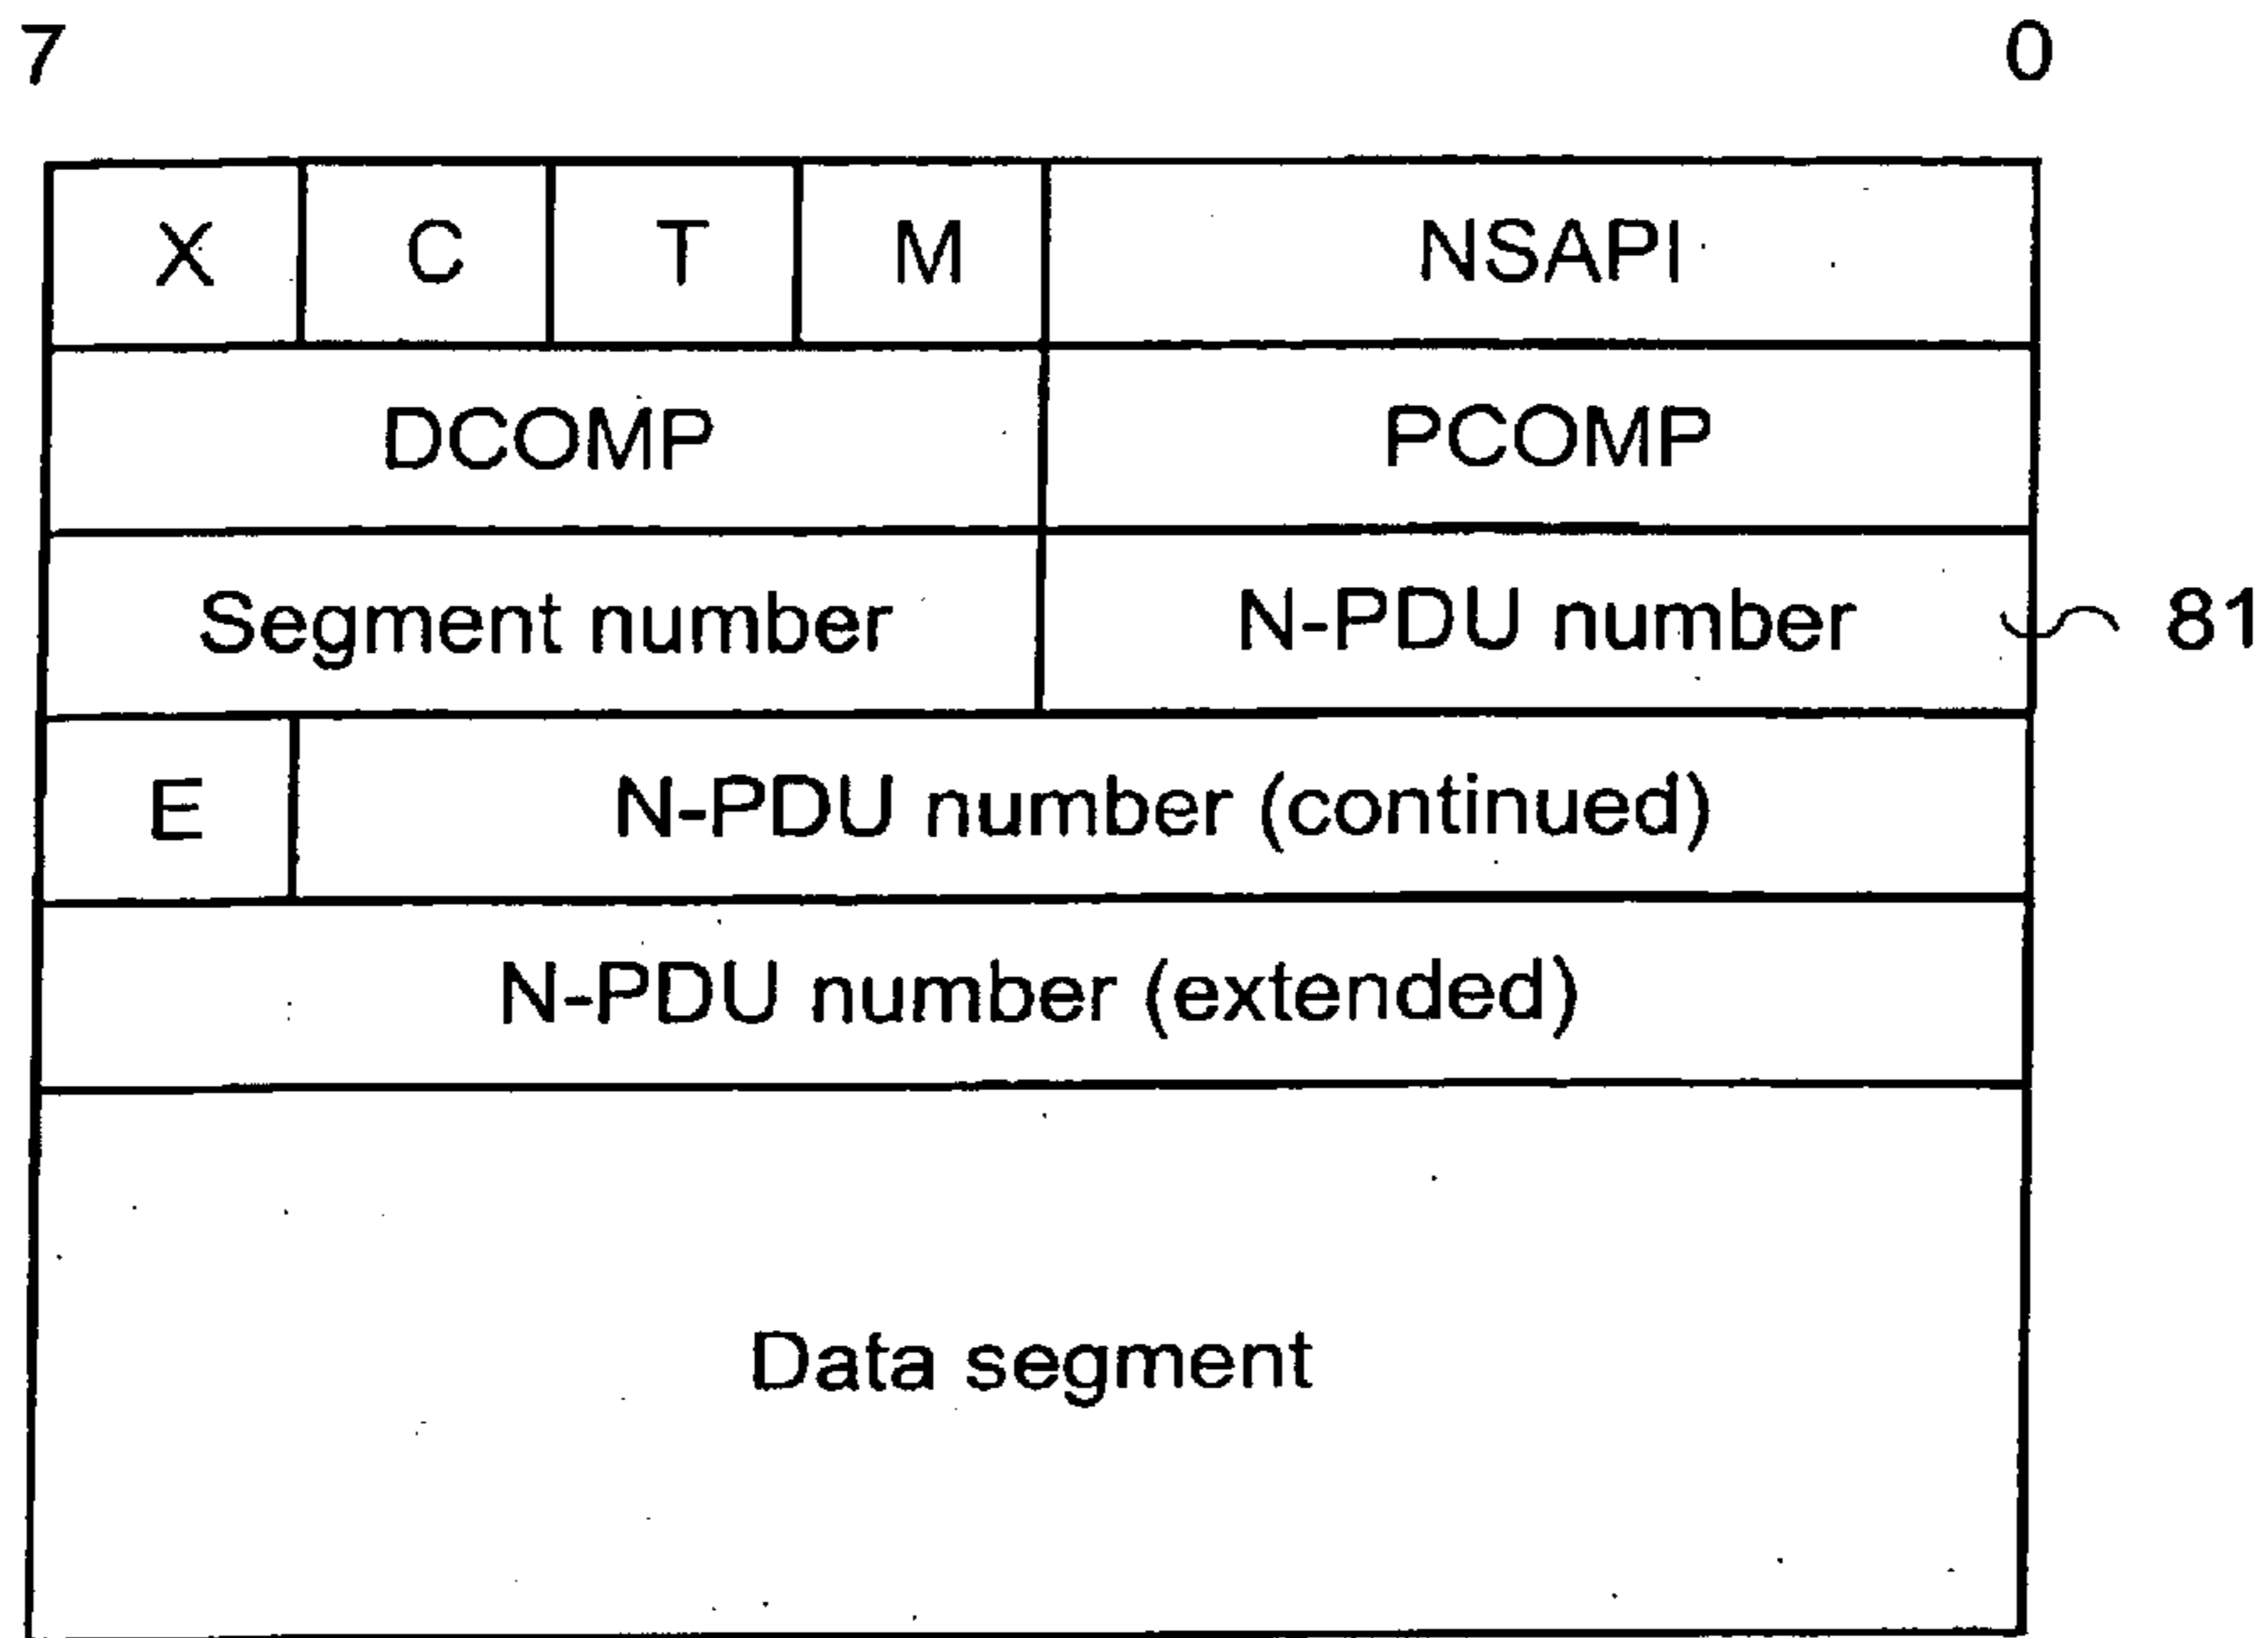 7 0
X C T M NSAPI
DCOMP PCOMP
Segment number N-PDU number 81
E N-PDU number (continued)
N-PDU number (extended)
Data segment